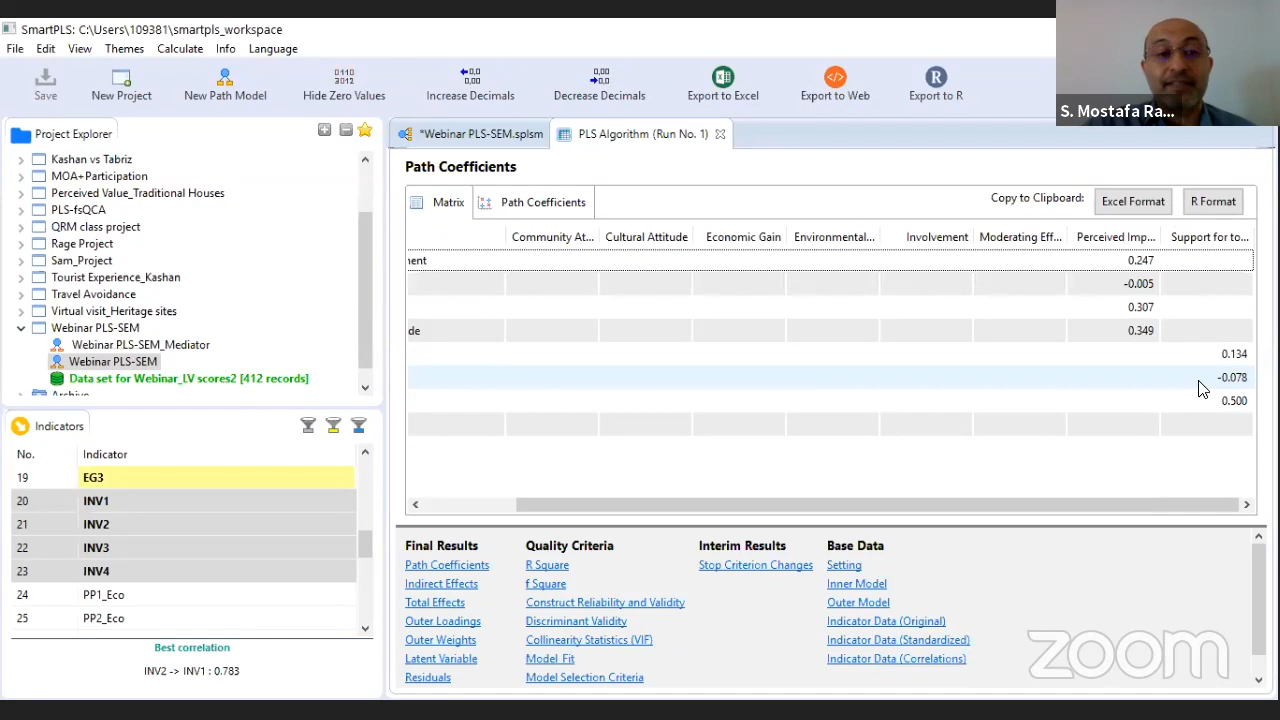 SmartPLS: C:\Users\109381\smartpls_workspace
File Edit View Themes Calculate Info Language
Save New Project New Path Model Hide Zero Values Increase Decimals Decrease Decimals Export to Excel Export to Web Export to R
S. Mostafa Ra...
Project Explorer
Kashan vs Tabriz
MOA+Participation
Perceived Value_Traditional Houses
PLS-fsQCA
QRM class project
Rage Project
Sam_Project
Tourist Experience_Kashan
Travel Avoidance
Virtual visit_Heritage sites
Webinar PLS-SEM
Webinar PLS-SEM_Mediator
Webinar PLS-SEM
Data set for Webinar_LV scores2 [412 records]
Archive
Indicators
No. Indicator
19 EG3
20 INV1
21 INV2
22 INV3
23 INV4
24 PP1_Eco
25 PP2_Eco
Best correlation
INV2 -> INV1 : 0.783
*Webinar PLS-SEM.splsm PLS Algorithm (Run No. 1)
Path Coefficients
Matrix Path Coefficients Copy to Clipboard: Excel Format R Format
Community At... Cultural Attitude Economic Gain Environmental... Involvement Moderating Eff... Perceived Imp... Support for to...
nent 0.247
-0.005
0.307
de 0.349
0.134
-0.078
0.500
Final Results Quality Criteria Interim Results Base Data
Path Coefficients R Square Stop Criterion Changes Setting
Indirect Effects f Square Inner Model
Total Effects Construct Reliability and Validity Outer Model
Outer Loadings Discriminant Validity Indicator Data (Original)
Outer Weights Collinearity Statistics (VIF) Indicator Data (Standardized)
Latent Variable Model_Fit Indicator Data (Correlations)
Residuals Model Selection Criteria
zoom